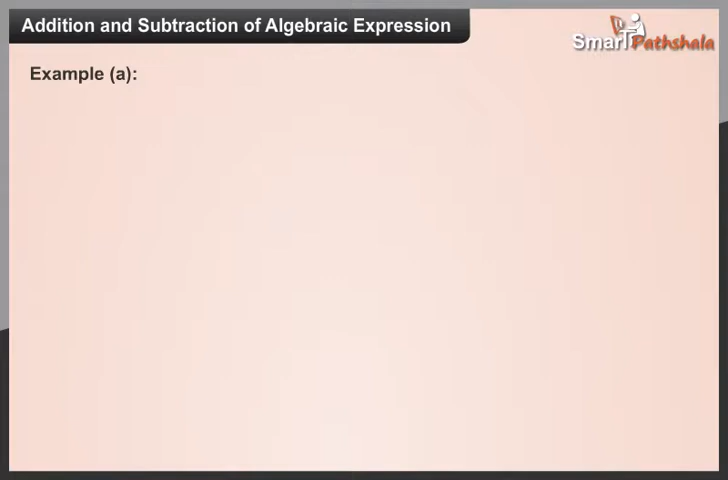 Addition and Subtraction of Algebraic Expression
SmartPathshala
Example (a):